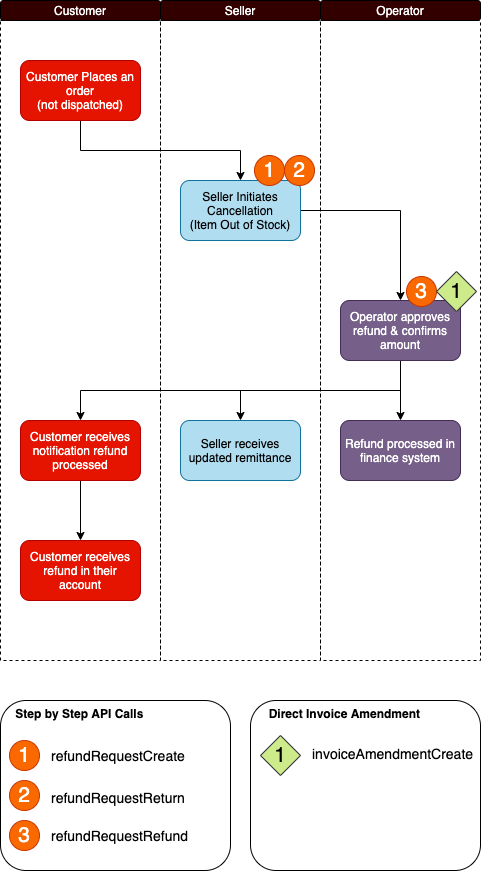 Customer
Seller
Operator
Customer Places an
order
(not dispatched)
1
2
Seller Initiates
Cancellation
(Item Out of Stock)
3
1
Operator approves
refund & confirms
amount
Customer receives
notification refund
processed
Seller receives
updated remittance
Refund processed in
finance system
Customer receives
refund in their
account
Step by Step API Calls
1 refundRequestCreate
2 refundRequestReturn
3 refundRequestRefund
Direct Invoice Amendment
1 invoiceAmendmentCreate